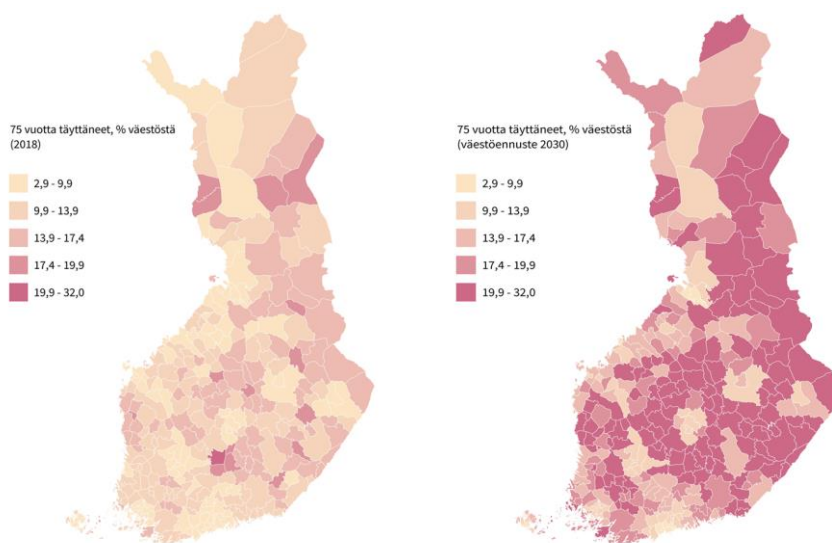 75 vuotta täyttäneet, % väestöstä
(2018)
2,9 - 9,9
9,9 - 13,9
13,9 - 17,4
17,4 - 19,9
19,9 - 32,0
75 vuotta täyttäneet, % väestöstä
(väestöennuste 2030)
2,9 - 9,9
9,9 - 13,9
13,9 - 17,4
17,4 - 19,9
19,9 - 32,0